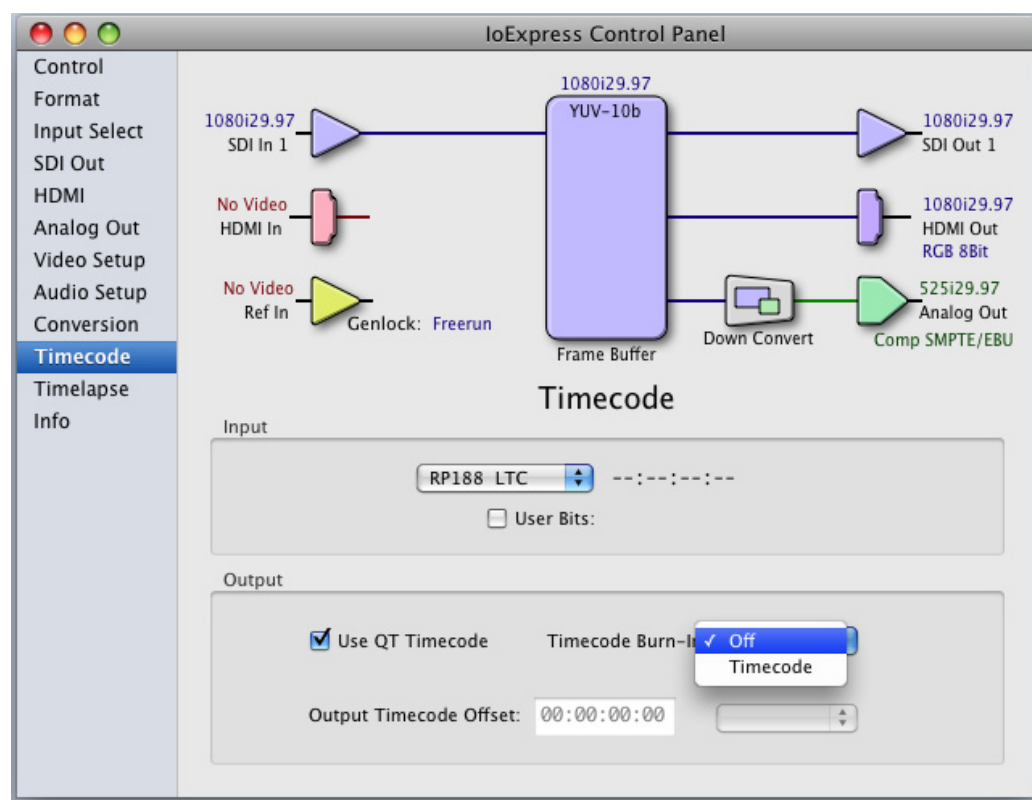 IoExpress Control Panel
Control
Format
Input Select
SDI Out
HDMI
Analog Out
Video Setup
Audio Setup
Conversion
Timecode
Timelapse
Info
1080i29.97
YUV-10b
1080i29.97
SDI In 1
1080i29.97
SDI Out 1
No Video
HDMI In
1080i29.97
HDMI Out
RGB 8Bit
No Video
Ref In
Genlock: Freerun
Frame Buffer
Down Convert
525i29.97
Analog Out
Comp SMPTE/EBU
Timecode
Input
RP188 LTC --:--:--:--
User Bits:
Output
Use QT Timecode Timecode Burn-I
✓ Off
Timecode
Output Timecode Offset: 00:00:00:00